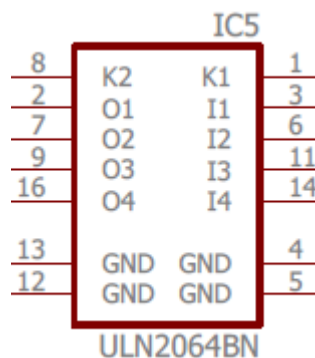 IC5
8 K2 K1 1
2 O1 I1 3
7 O2 I2 6
9 O3 I3 11
16 O4 I4 14
13 GND GND 4
12 GND GND 5
ULN2064BN